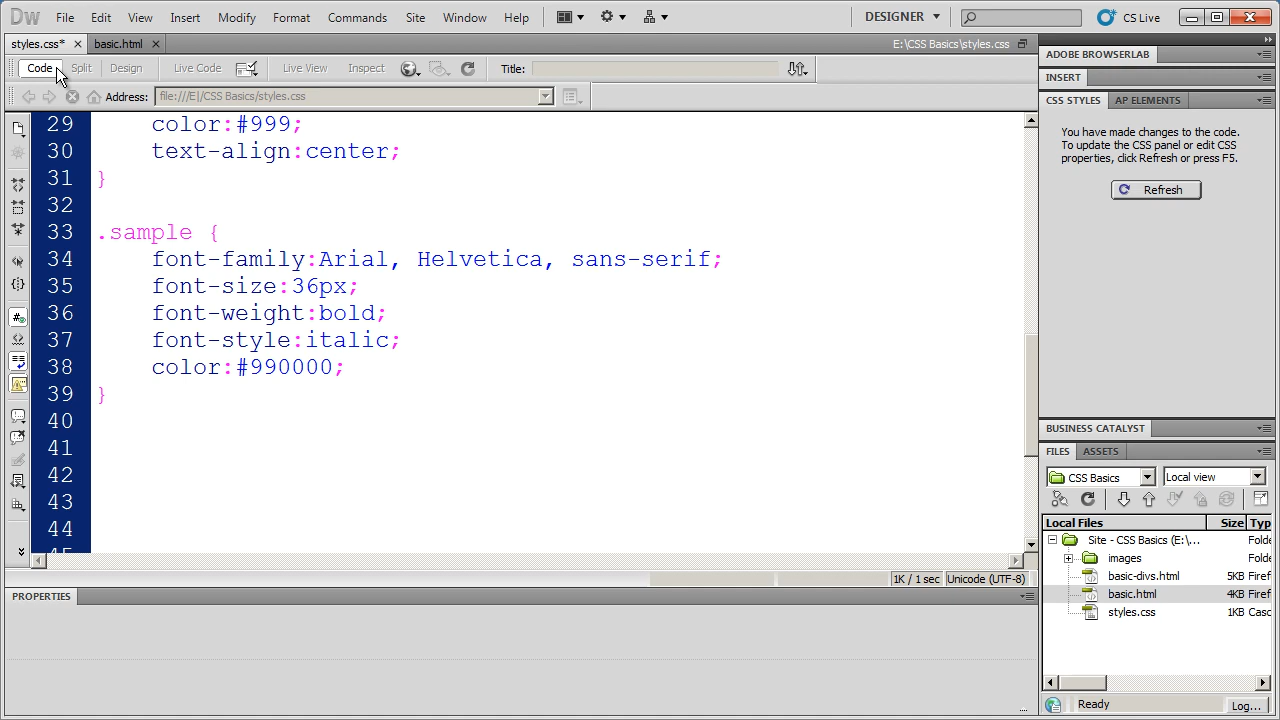 Dw File Edit View Insert Modify Format Commands Site Window Help DESIGNER CS Live
styles.css* basic.html E:\CSS Basics\styles.css
Code Split Design Live Code Live View Inspect Title:
Address: file:///E|/CSS Basics/styles.css
29 color:#999;
30 text-align:center;
31 }
32
33 .sample {
34 font-family:Arial, Helvetica, sans-serif;
35 font-size:36px;
36 font-weight:bold;
37 font-style:italic;
38 color:#990000;
39 }
40
41
42
43
44
45
1K / 1 sec Unicode (UTF-8)
PROPERTIES
ADOBE BROWSERLAB
INSERT
CSS STYLES AP ELEMENTS
You have made changes to the code.
To update the CSS panel or edit CSS
properties, click Refresh or press F5.
Refresh
BUSINESS CATALYST
FILES ASSETS
CSS Basics Local view
Local Files Size Typ
Site - CSS Basics (E:\... Folde
images Folde
basic-divs.html 5KB Firef
basic.html 4KB Firef
styles.css 1KB Casc
Ready Log...